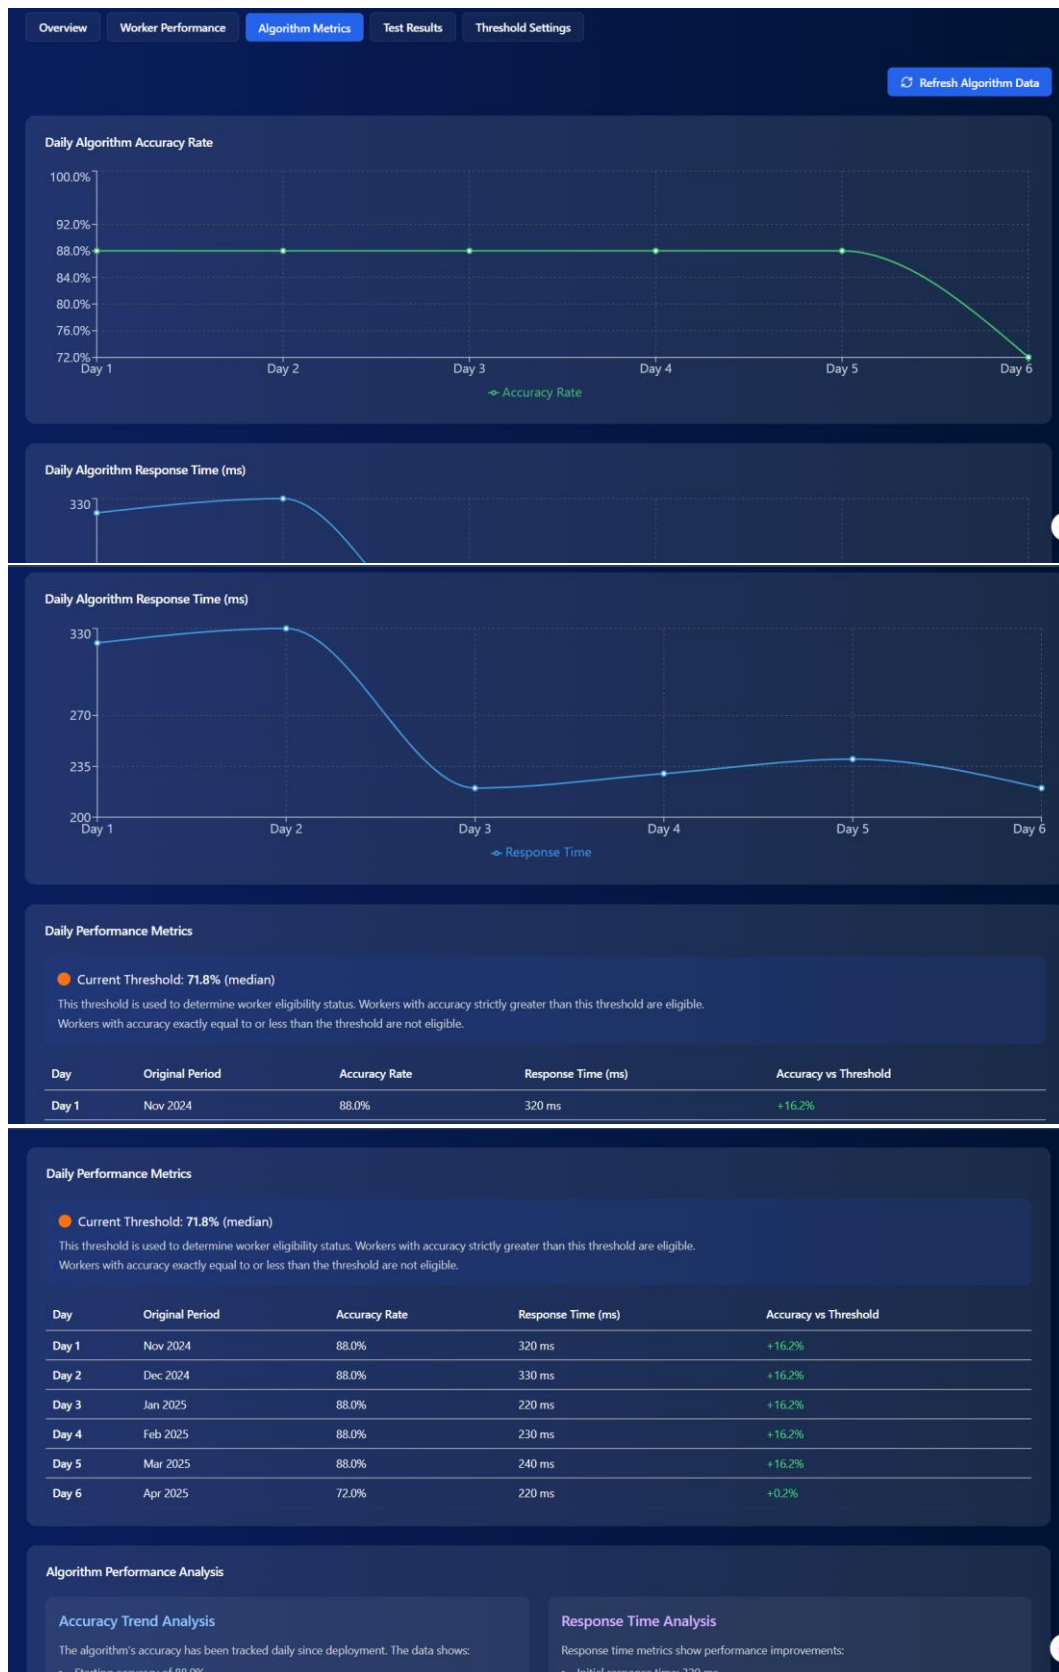 Overview Worker Performance Algorithm Metrics Test Results Threshold Settings
Refresh Algorithm Data
Daily Algorithm Accuracy Rate
100.0%
92.0%
88.0%
84.0%
80.0%
76.0%
72.0%
Day 1 Day 2 Day 3 Day 4 Day 5 Day 6
Accuracy Rate
Daily Algorithm Response Time (ms)
330
Daily Algorithm Response Time (ms)
330
270
235
200
Day 1 Day 2 Day 3 Day 4 Day 5 Day 6
Response Time
Daily Performance Metrics
Current Threshold: 71.8% (median)
This threshold is used to determine worker eligibility status. Workers with accuracy strictly greater than this threshold are eligible.
Workers with accuracy exactly equal to or less than the threshold are not eligible.
Day Original Period Accuracy Rate Response Time (ms) Accuracy vs Threshold
Day 1 Nov 2024 88.0% 320 ms +16.2%
Daily Performance Metrics
Current Threshold: 71.8% (median)
This threshold is used to determine worker eligibility status. Workers with accuracy strictly greater than this threshold are eligible.
Workers with accuracy exactly equal to or less than the threshold are not eligible.
Day Original Period Accuracy Rate Response Time (ms) Accuracy vs Threshold
Day 1 Nov 2024 88.0% 320 ms +16.2%
Day 2 Dec 2024 88.0% 330 ms +16.2%
Day 3 Jan 2025 88.0% 220 ms +16.2%
Day 4 Feb 2025 88.0% 230 ms +16.2%
Day 5 Mar 2025 88.0% 240 ms +16.2%
Day 6 Apr 2025 72.0% 220 ms +0.2%
Algorithm Performance Analysis
Accuracy Trend Analysis
The algorithm's accuracy has been tracked daily since deployment. The data shows:
Starting accuracy of 88.0%
Response Time Analysis
Response time metrics show performance improvements:
Initial response time: 320 ms